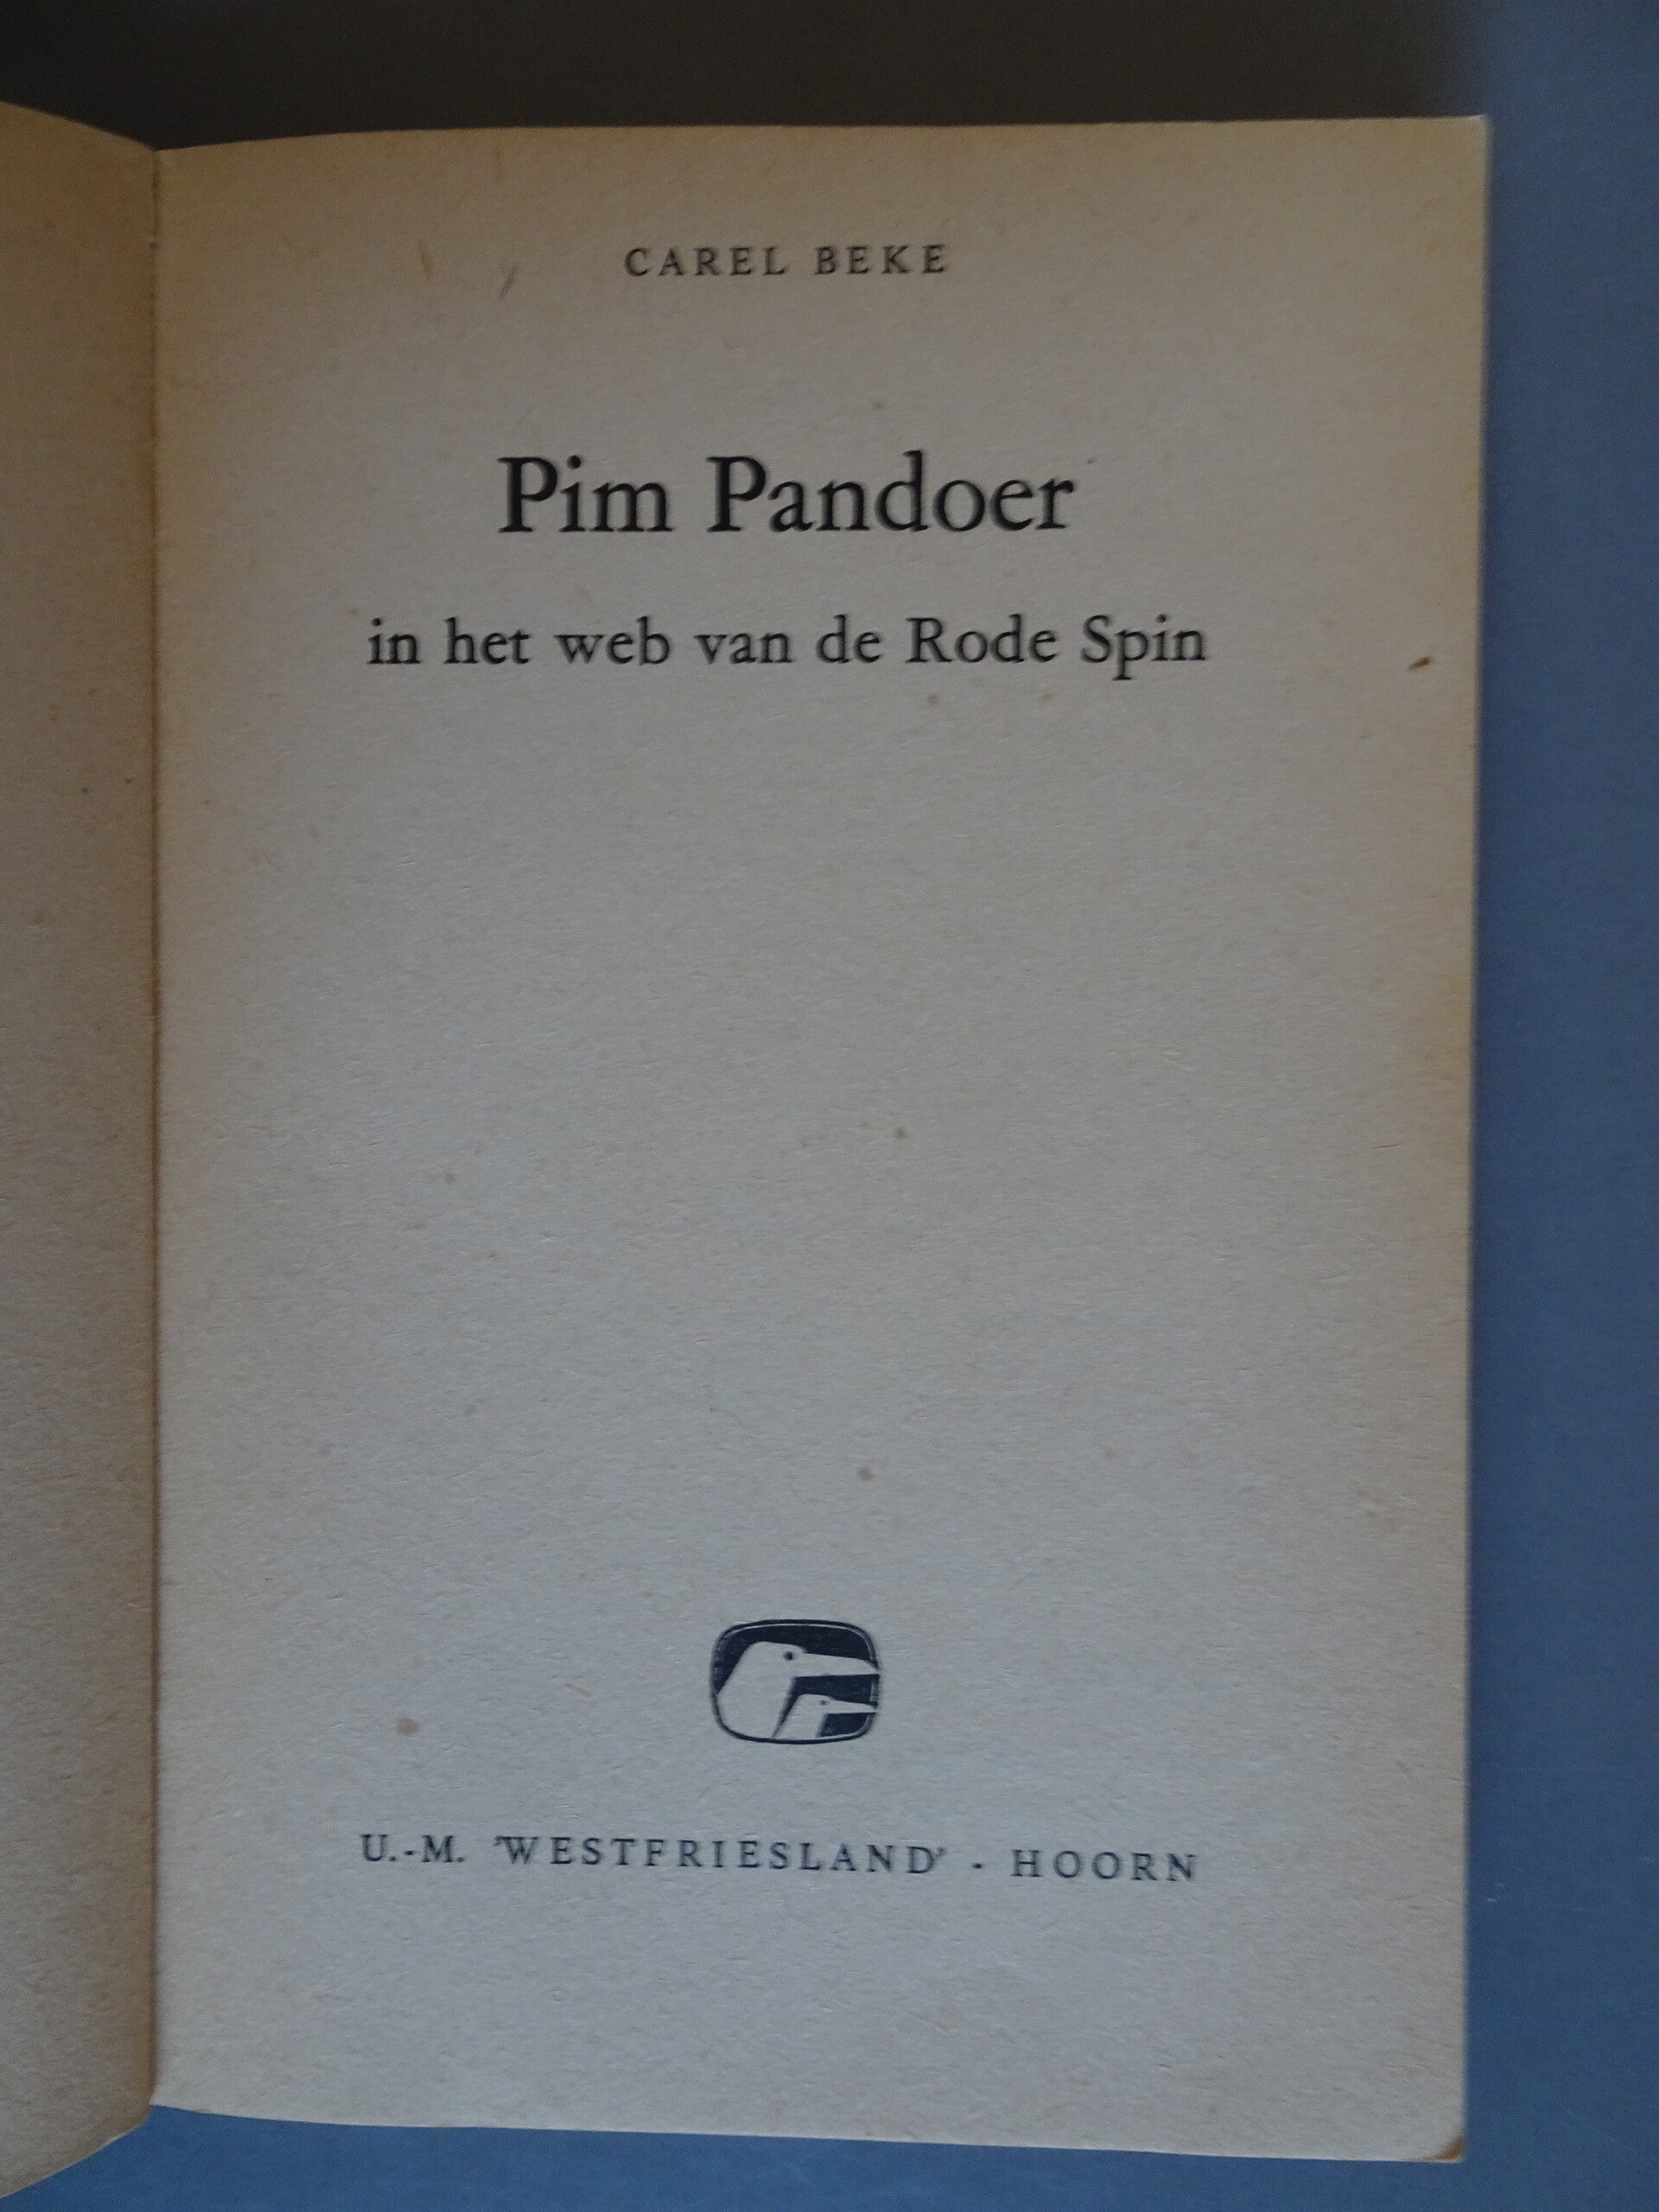 CAREL BEKE
Pim Pandoer
in het web van de Rode Spin
U.-M. 'WESTFRIESLAND' - HOORN